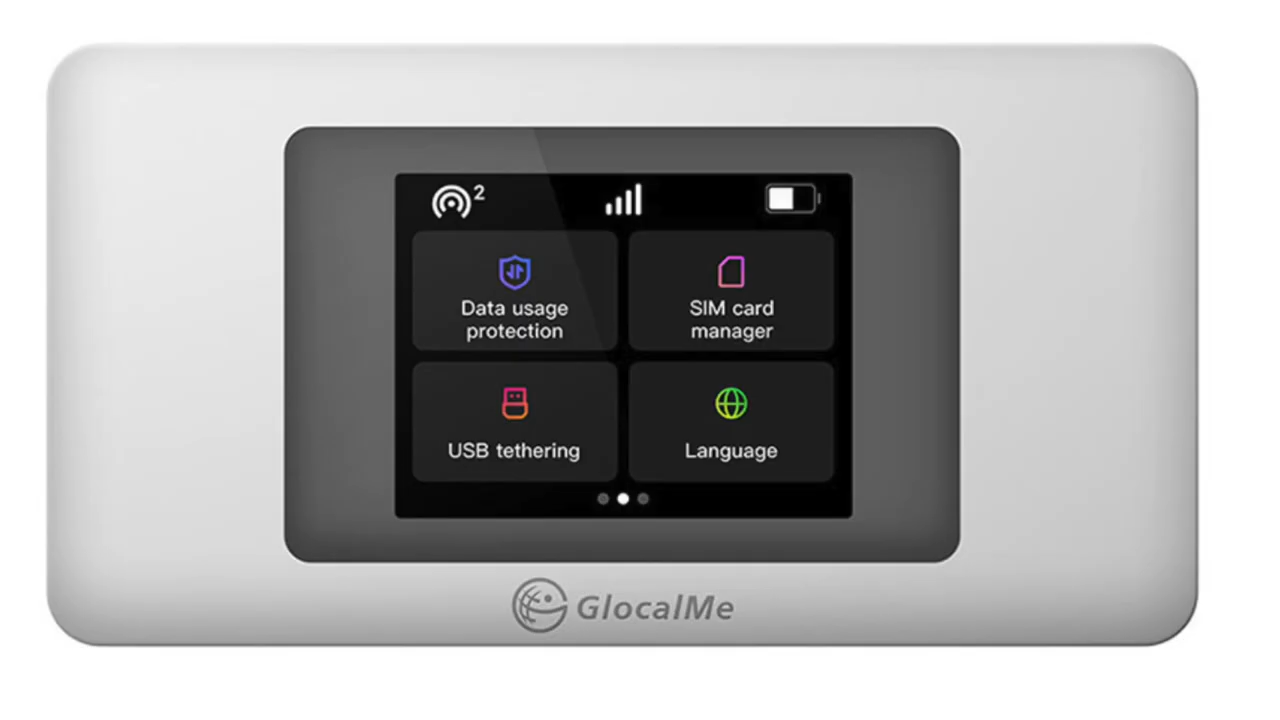 2
Data usage
protection
SIM card
manager
USB tethering
Language
GlocalMe